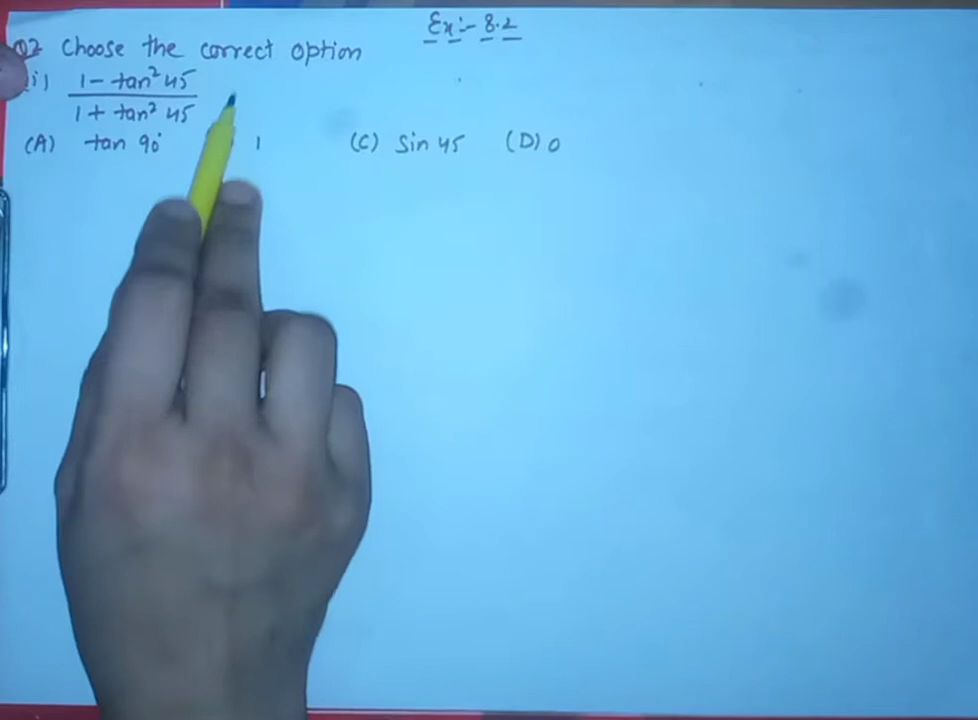 Ex:- 8.2
Q2 Choose the correct option
(i) 1 - tan² 45
1 + tan² 45
(A) tan 90° 1 (C) sin 45 (D) 0